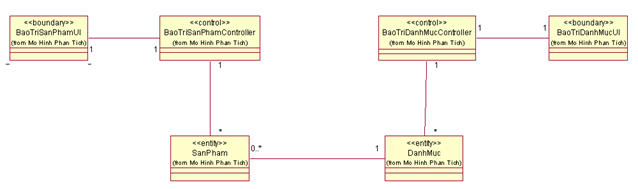 <<boundary>>
BaoTriSanPhamUI
(from Mo Hinh Phan Tich)
1
1
<<control>>
BaoTriSanPhamController
(from Mo Hinh Phan Tich)
1
<<control>>
BaoTriDanhMucController
(from Mo Hinh Phan Tich)
1
1
1
<<boundary>>
BaoTriDanhMucUI
(from Mo Hinh Phan Tich)
*
<<entity>>
SanPham
(from Mo Hinh Phan Tich)
0..*
1
*
<<entity>>
DanhMuc
(from Mo Hinh Phan Tich)